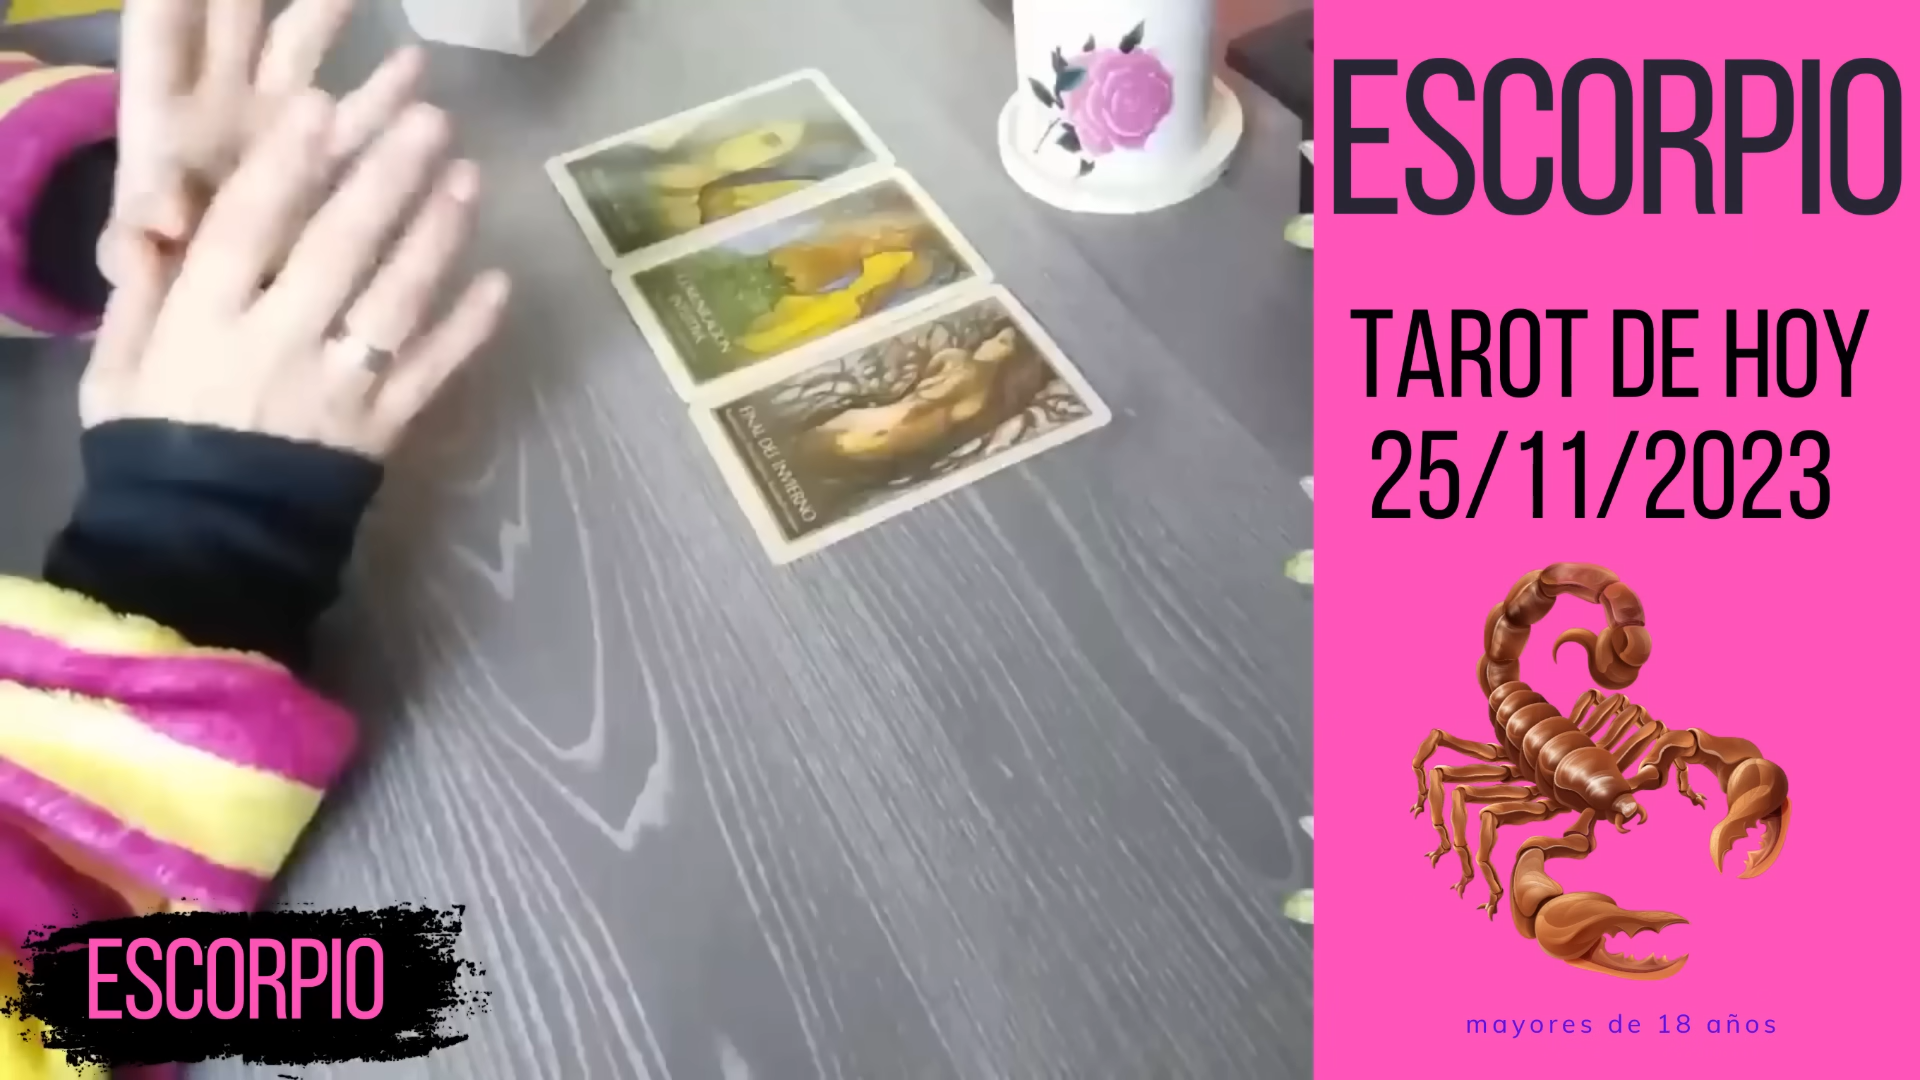 ESCORPIO
TAROT DE HOY
25/11/2023
mayores de 18 años
FINAL DEL INVIERNO
ESCORPIO